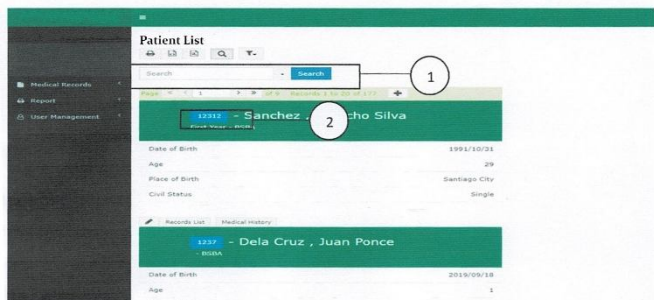 Patient List
Search
Search
1
Medical Records
Report
User Management
Page 1 of 9 Records 1 to 20 of 177
12312 - Sanchez , cho Silva
2
First Year - BSBA
Date of Birth 1991/10/31
Age 29
Place of Birth Santiago City
Civil Status Single
Records List Medical History
1237 - Dela Cruz , Juan Ponce
- BSBA
Date of Birth 2019/09/18
Age 1